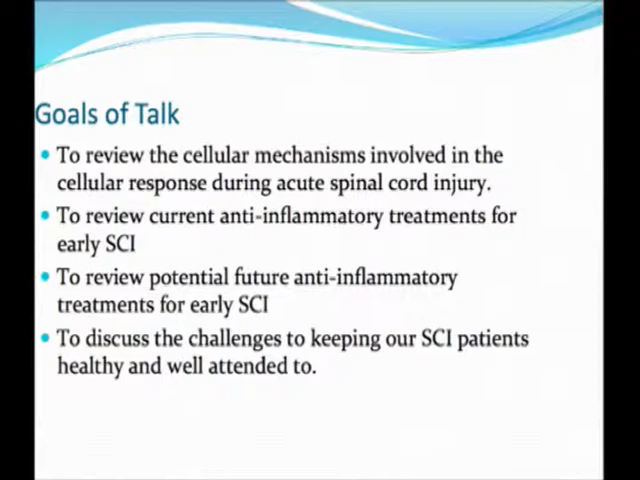 Goals of Talk
To review the cellular mechanisms involved in the
cellular response during acute spinal cord injury.
To review current anti-inflammatory treatments for
early SCI
To review potential future anti-inflammatory
treatments for early SCI
To discuss the challenges to keeping our SCI patients
healthy and well attended to.